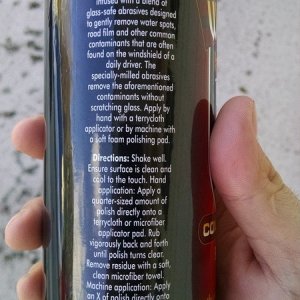 infused with a blend of
glass-safe abrasives designed
to gently remove water spots,
road film and other common
contaminants that are often
found on the windshield of a
daily driver. The
specially-milled abrasives
remove the aforementioned
contaminants without
scratching glass. Apply by
hand with a terrycloth
applicator or by machine with
a soft foam polishing pad.
Directions: Shake well.
Ensure surface is clean and
cool to the touch. Hand
application: Apply a
quarter-sized amount of
polish directly onto a
terrycloth or microfiber
applicator pad. Rub
vigorously back and forth
until polish turns clear.
Remove residue with a soft,
clean microfiber towel.
Machine application: Apply
an X of polish directly onto